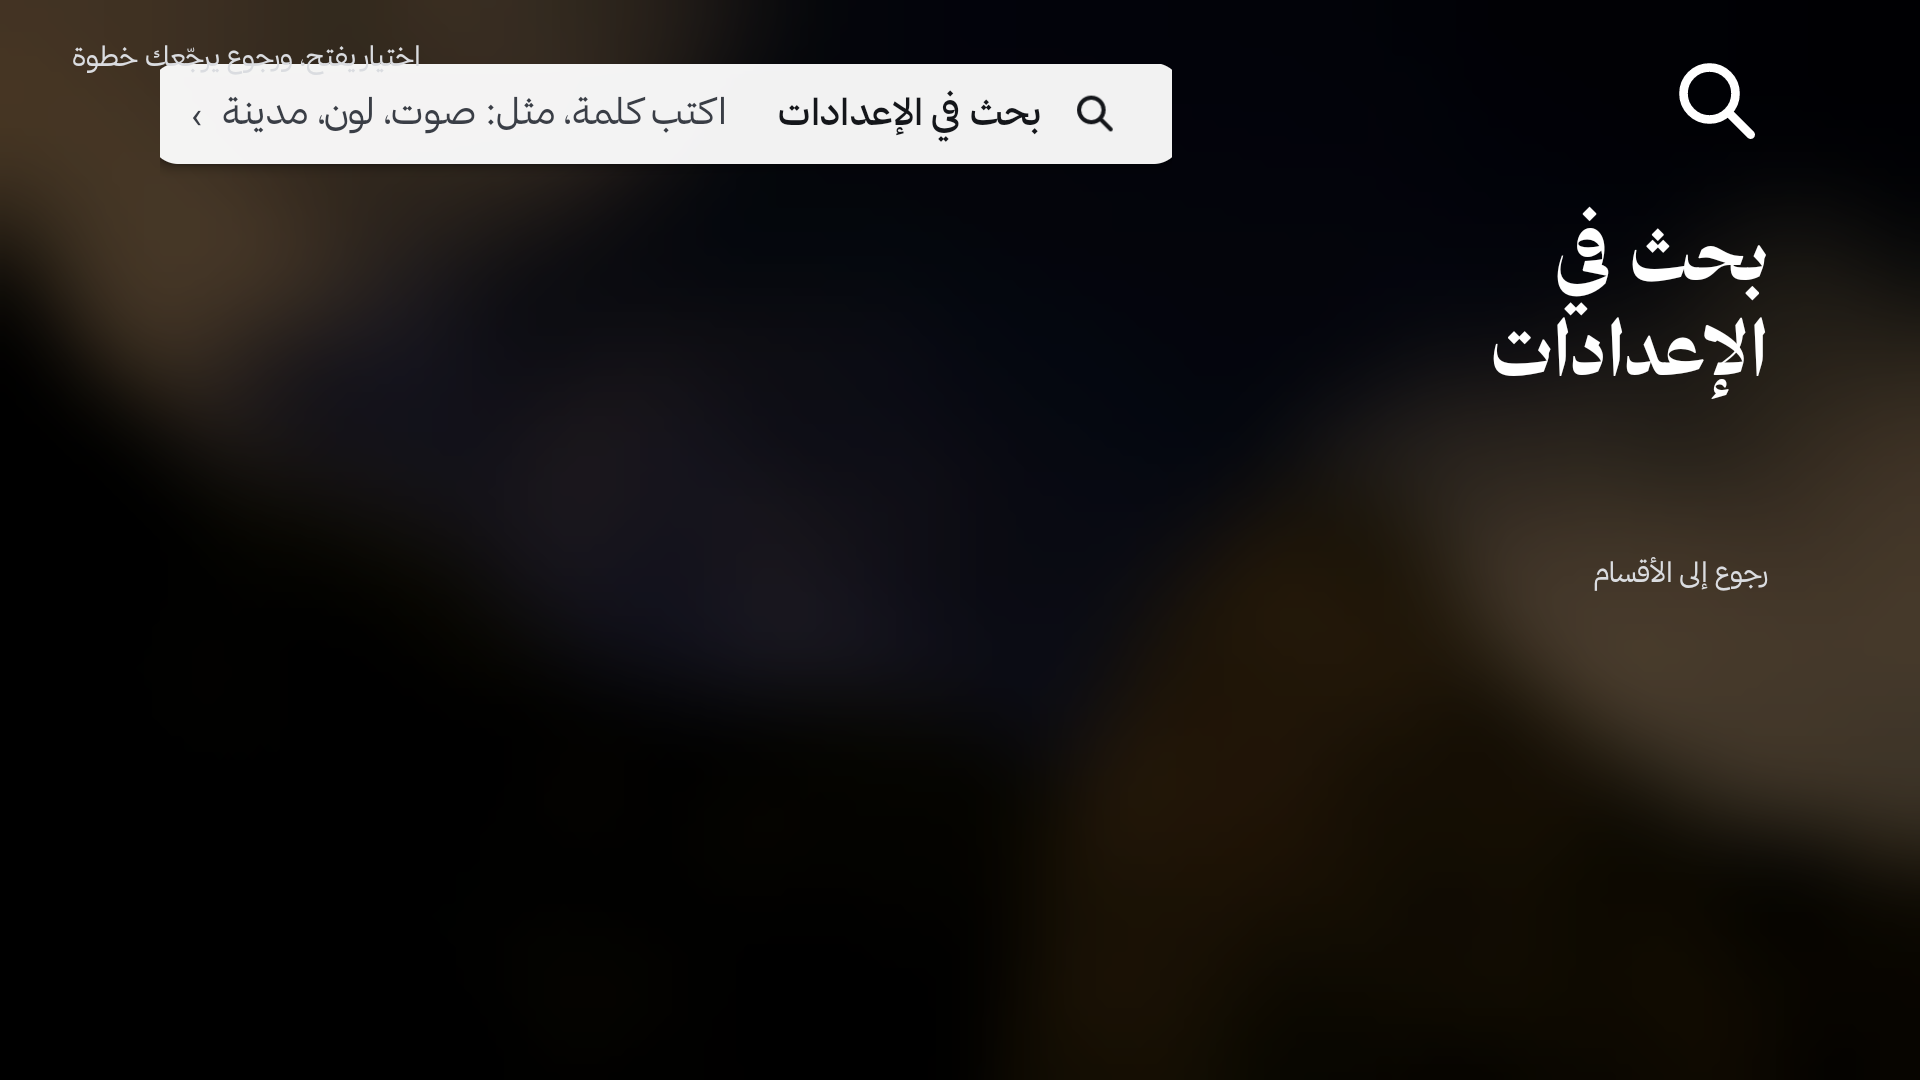 اختيار يفتح، ورجوع يرجّعك خطوة
بحث في الإعدادات اكتب كلمة، مثل: صوت، لون، مدينة ›
بحث في
الإعدادات
رجوع إلى الأقسام